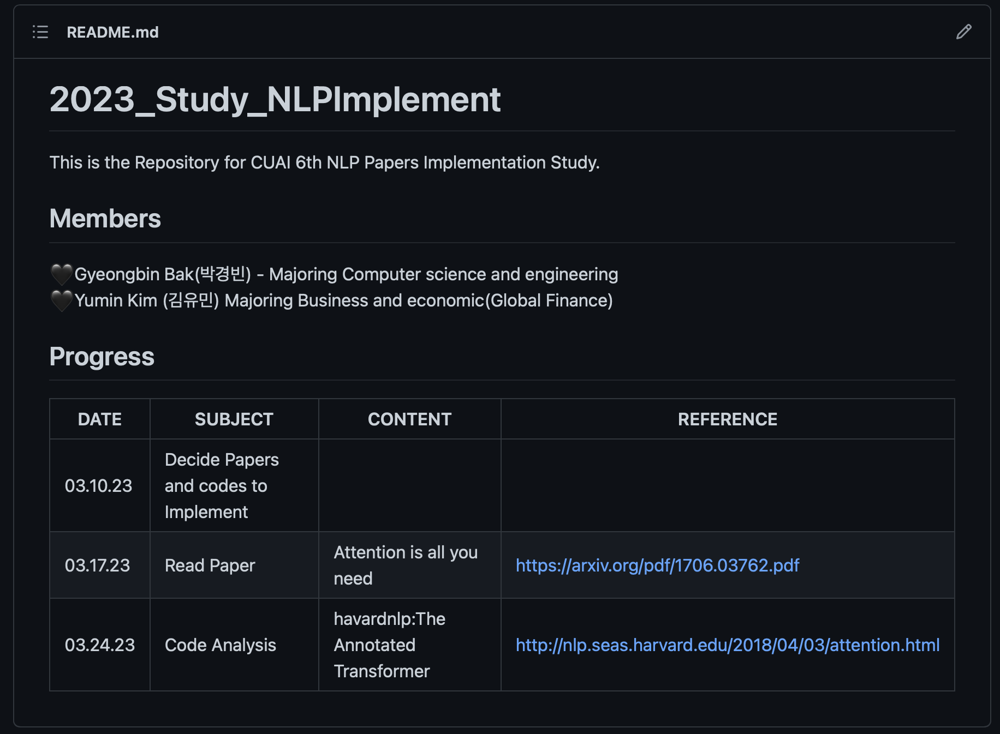 README.md
2023_Study_NLPImplement
This is the Repository for CUAI 6th NLP Papers Implementation Study.
Members
🖤Gyeongbin Bak(박경빈) - Majoring Computer science and engineering
🖤Yumin Kim (김유민) Majoring Business and economic(Global Finance)
Progress
DATE SUBJECT CONTENT REFERENCE
03.10.23
Decide Papers
and codes to
Implement
03.17.23
Read Paper
Attention is all you
need
https://arxiv.org/pdf/1706.03762.pdf
03.24.23
Code Analysis
havardnlp:The
Annotated
Transformer
http://nlp.seas.harvard.edu/2018/04/03/attention.html